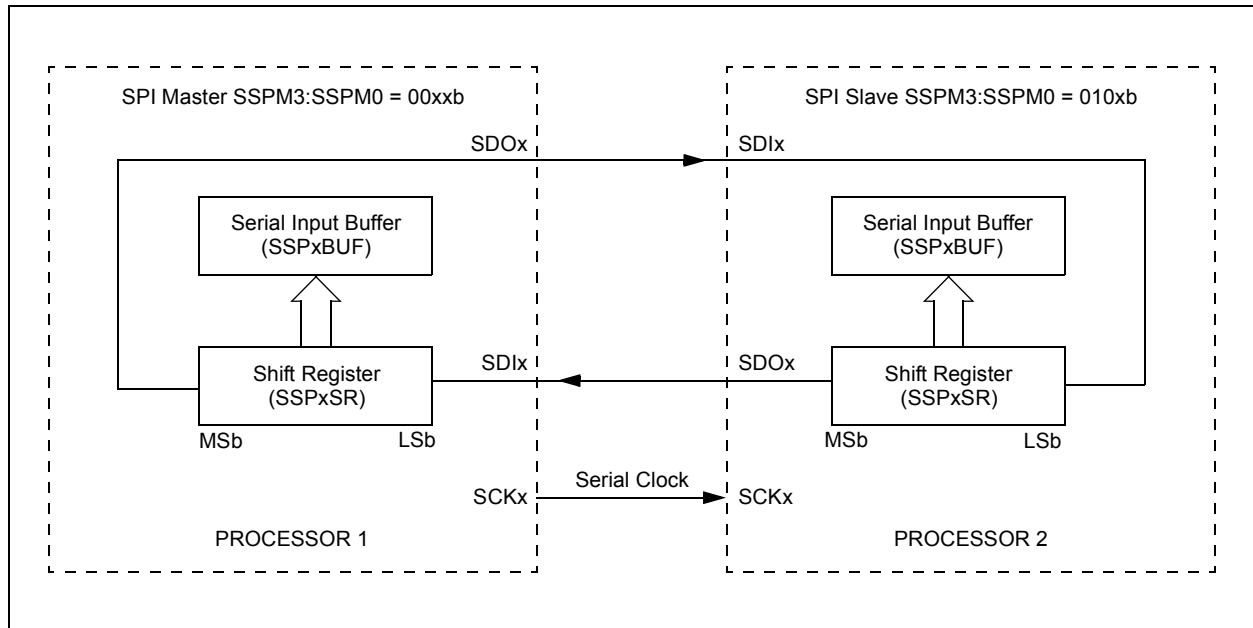 SPI Master SSPM3:SSPM0 = 00xxb
SPI Slave SSPM3:SSPM0 = 010xb
SDOx
SDIx
Serial Input Buffer
(SSPxBUF)
Serial Input Buffer
(SSPxBUF)
Shift Register
(SSPxSR)
MSb
LSb
SDIx
SDOx
Shift Register
(SSPxSR)
MSb
LSb
SCKx
Serial Clock
SCKx
PROCESSOR 1
PROCESSOR 2